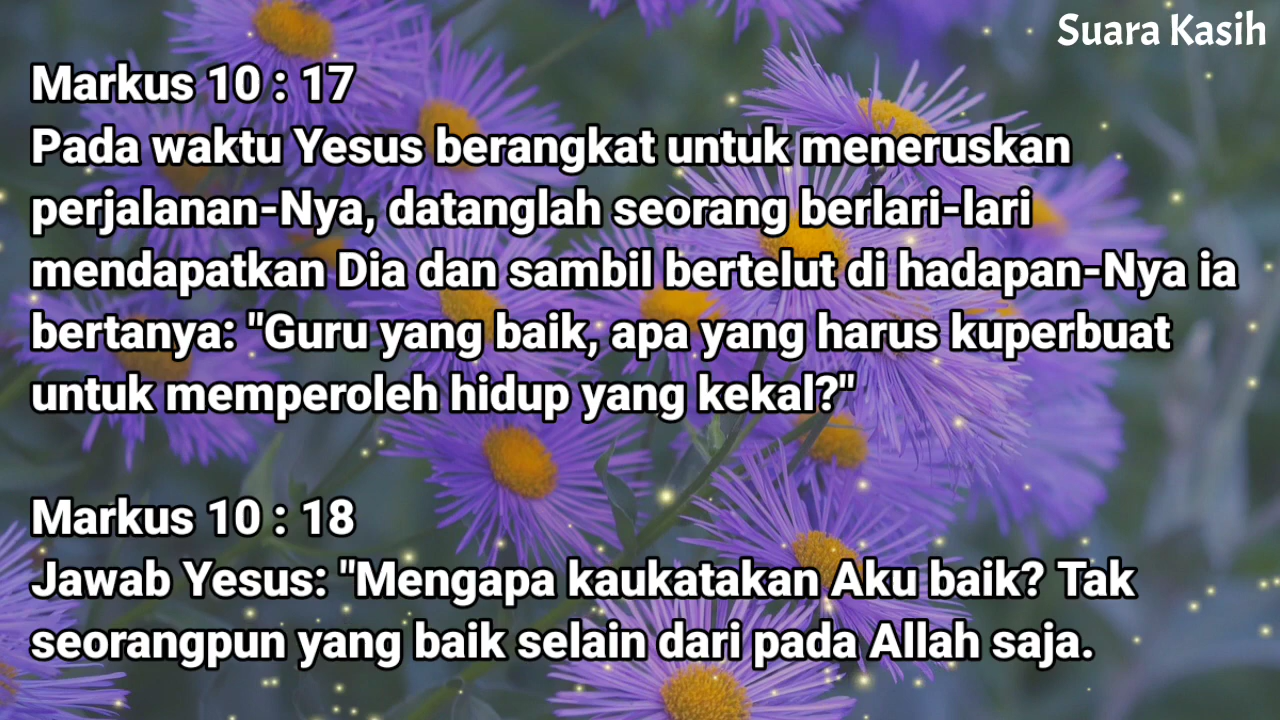 Suara Kasih
Markus 10 : 17
Pada waktu Yesus berangkat untuk meneruskan
perjalanan-Nya, datanglah seorang berlari-lari
mendapatkan Dia dan sambil bertelut di hadapan-Nya ia
bertanya: "Guru yang baik, apa yang harus kuperbuat
untuk memperoleh hidup yang kekal?"
Markus 10 : 18
Jawab Yesus: "Mengapa kaukatakan Aku baik? Tak
seorangpun yang baik selain dari pada Allah saja.